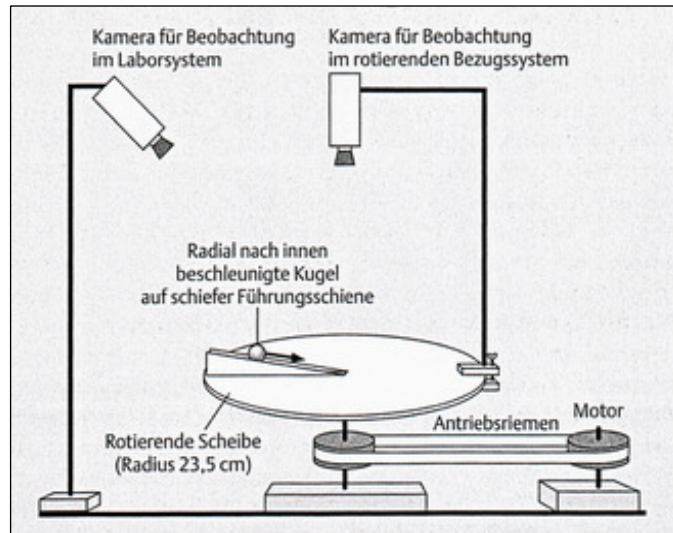 Kamera für Beobachtung
im Laborsystem
Kamera für Beobachtung
im rotierenden Bezugssystem
Radial nach innen
beschleunigte Kugel
auf schiefer Führungsschiene
Rotierende Scheibe
(Radius 23,5 cm)
Antriebsriemen
Motor